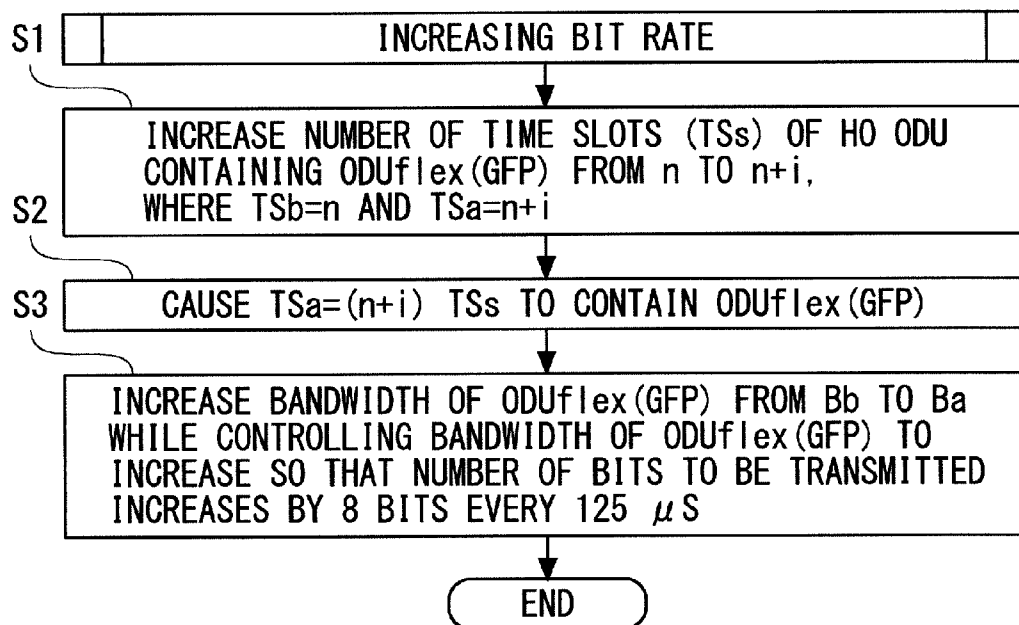 S1
INCREASING BIT RATE
INCREASE NUMBER OF TIME SLOTS (TSs) OF HO ODU
CONTAINING ODUflex(GFP) FROM n TO n+i,
WHERE TSb=n AND TSa=n+i
S2
CAUSE TSa=(n+i) TSs TO CONTAIN ODUflex(GFP)
S3
INCREASE BANDWIDTH OF ODUflex(GFP) FROM Bb TO Ba
WHILE CONTROLLING BANDWIDTH OF ODUflex(GFP) TO
INCREASE SO THAT NUMBER OF BITS TO BE TRANSMITTED
INCREASES BY 8 BITS EVERY 125 μS
END